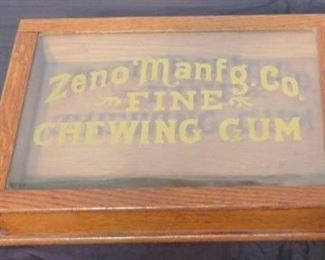 Zeno Manfg. Co.
FINE
CHEWING GUM